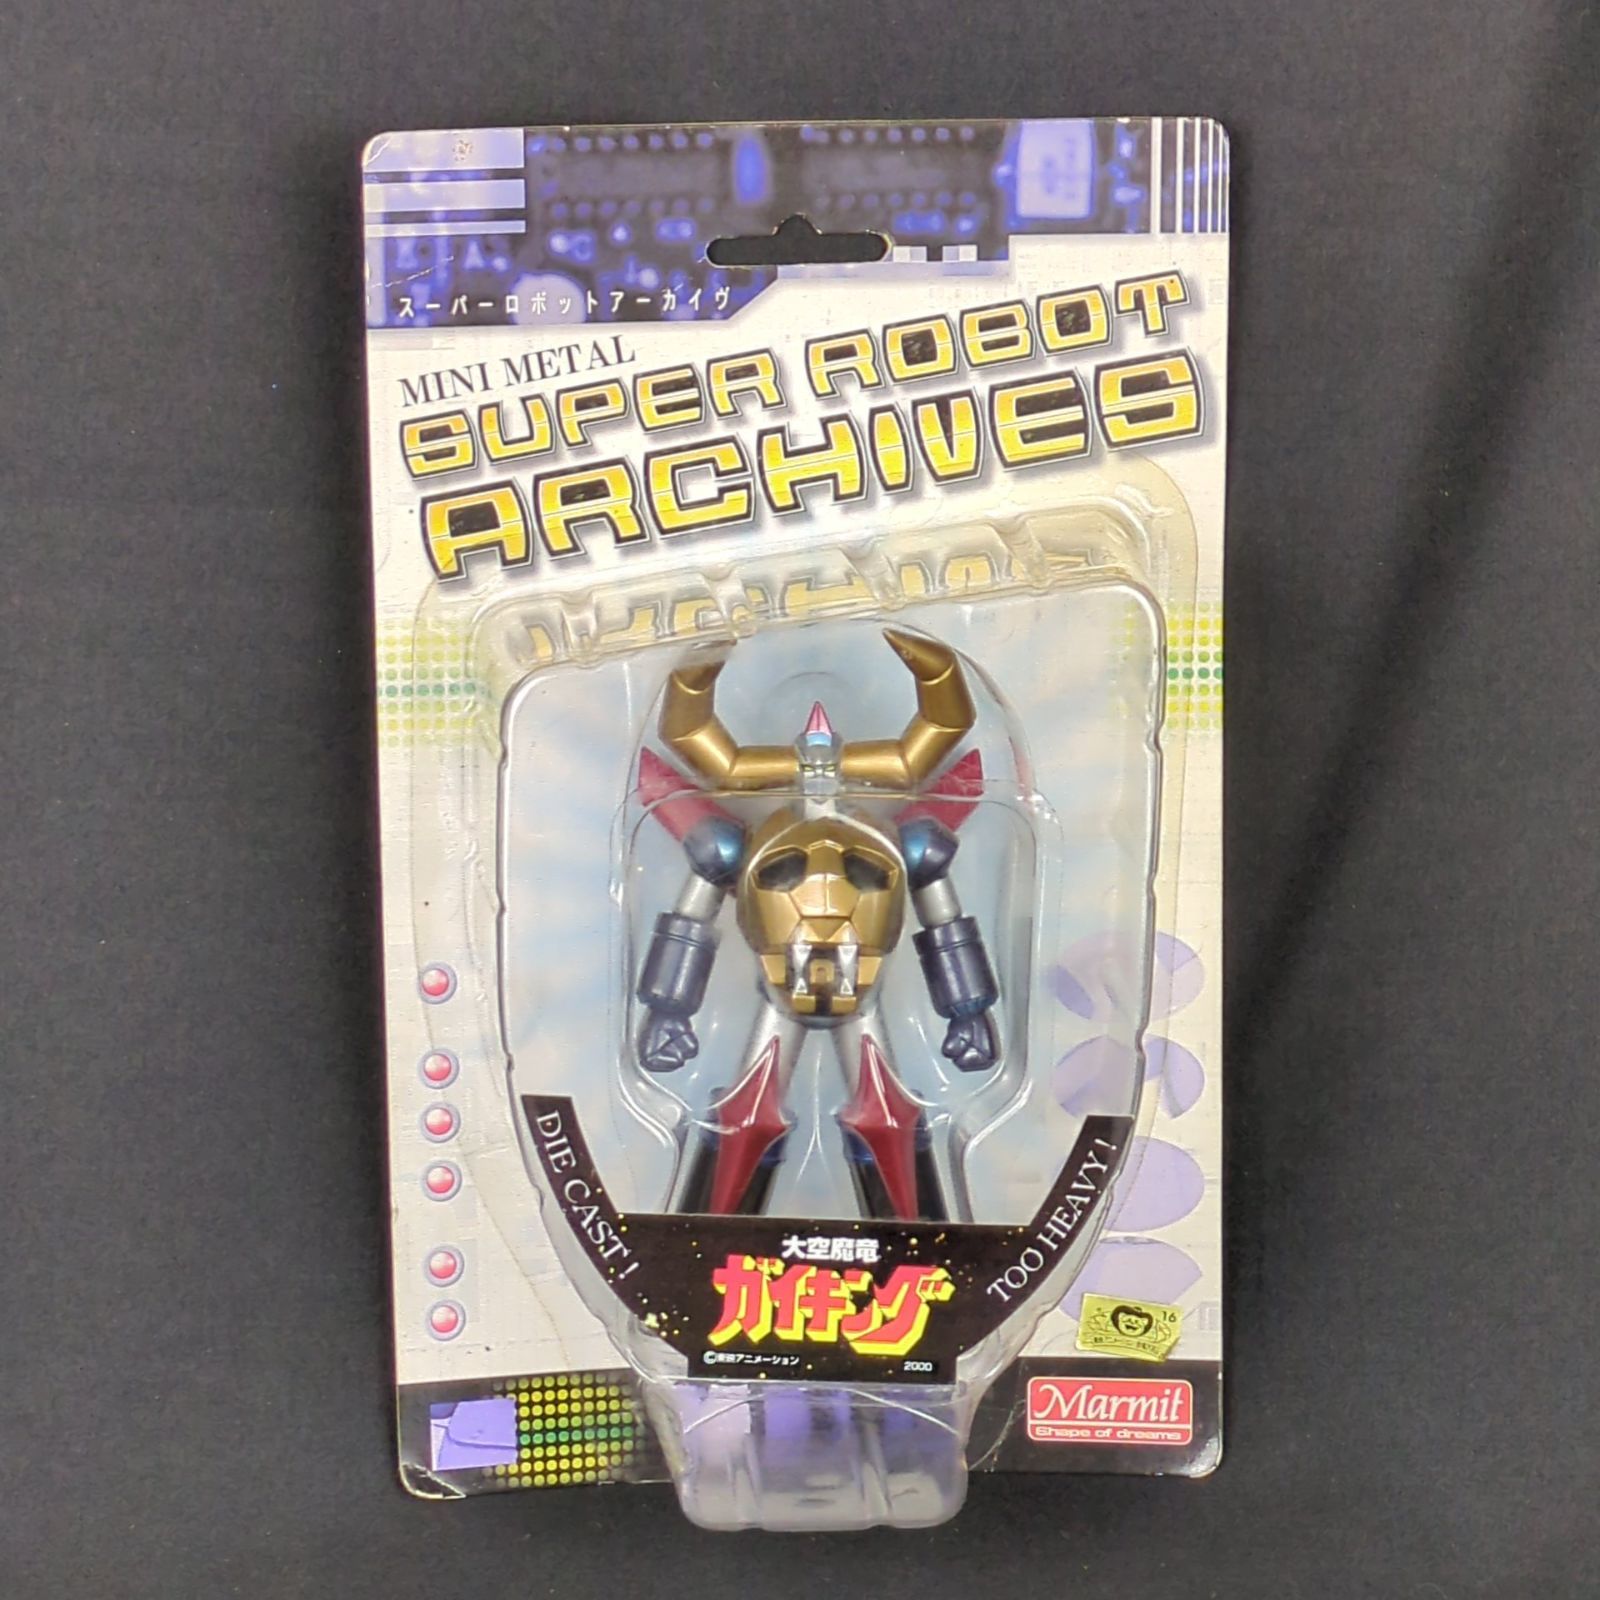 スーパーロボットアーカイヴ
MINI METAL
SUPER ROBOT
ARCHIVES
DIE CAST!
TOO HEAVY!
大空魔竜
ガイキング
©東映アニメーション
2000
16
Marmit
Shape of dreams